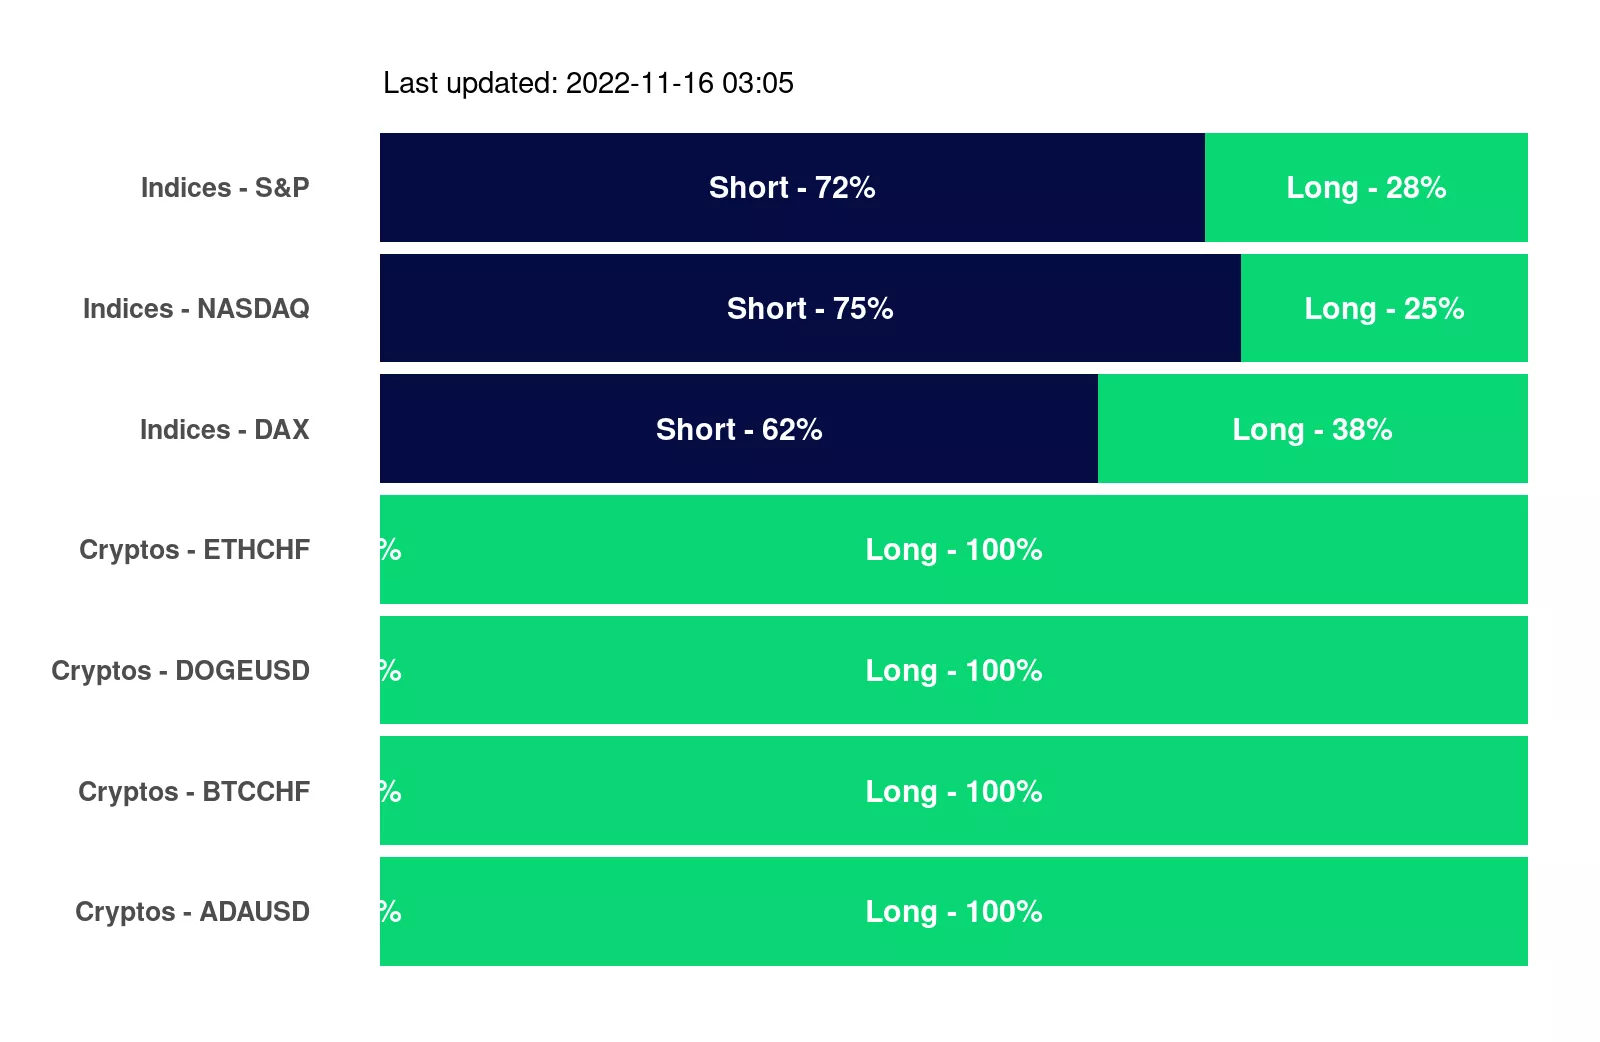 Last updated: 2022-11-16 03:05
Indices - S&P Short - 72% Long - 28%
Indices - NASDAQ Short - 75% Long - 25%
Indices - DAX Short - 62% Long - 38%
Cryptos - ETHCHF % Long - 100%
Cryptos - DOGEUSD % Long - 100%
Cryptos - BTCCHF % Long - 100%
Cryptos - ADAUSD % Long - 100%